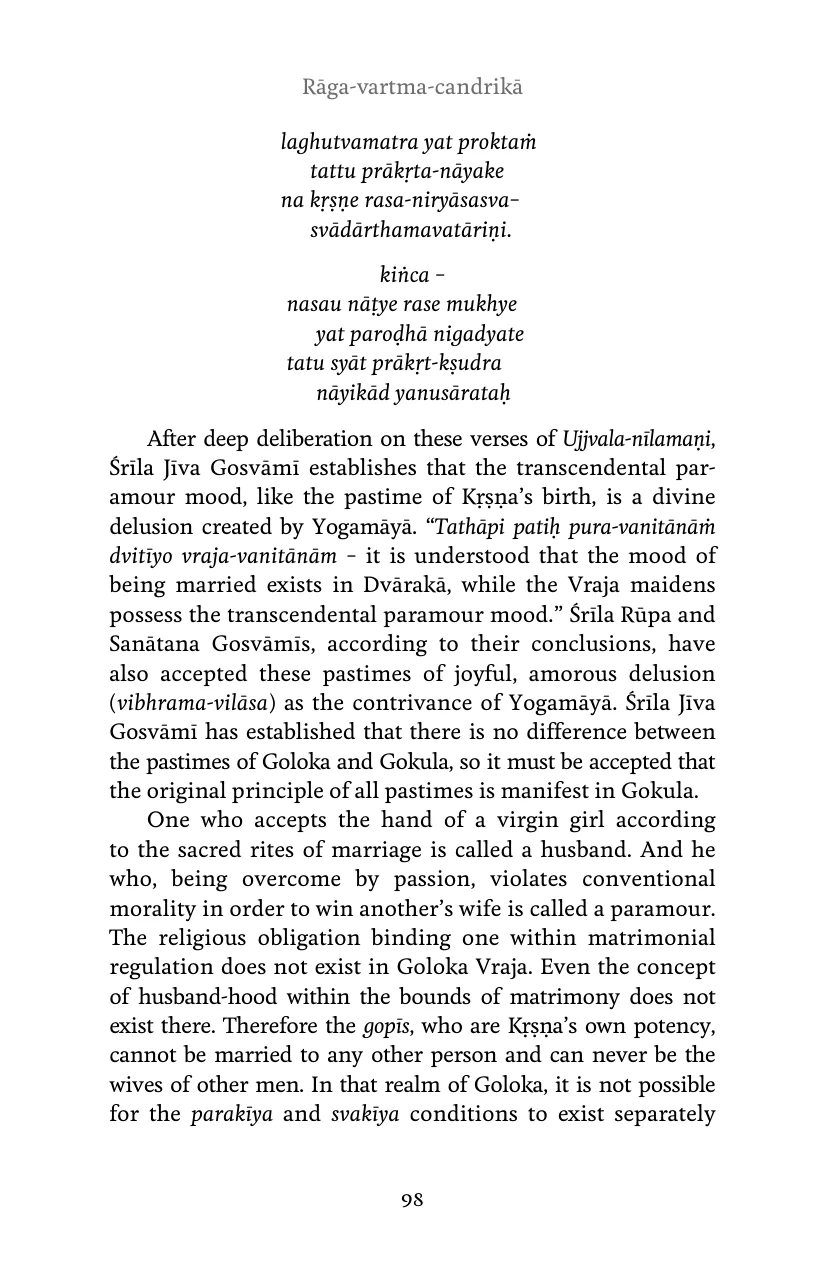 Rāga-vartma-candrikā
laghutvamatra yat proktaṁ
tattu prākṛta-nāyake
na kṛṣṇe rasa-niryāsasva–
svādārthamavatāriṇi.
kiṅca –
nasau nāṭye rase mukhye
yat paroḍhā nigadyate
tatu syāt prākṛt-kṣudra
nāyikād yanusārataḥ
After deep deliberation on these verses of Ujjvala-nīlamaṇi,
Śrīla Jīva Gosvāmī establishes that the transcendental par-
amour mood, like the pastime of Kṛṣṇa’s birth, is a divine
delusion created by Yogamāyā. “Tathāpi patiḥ pura-vanitānāṁ
dvitīyo vraja-vanitānām – it is understood that the mood of
being married exists in Dvārakā, while the Vraja maidens
possess the transcendental paramour mood.” Śrīla Rūpa and
Sanātana Gosvāmīs, according to their conclusions, have
also accepted these pastimes of joyful, amorous delusion
(vibhrama-vilāsa) as the contrivance of Yogamāyā. Śrīla Jīva
Gosvāmī has established that there is no difference between
the pastimes of Goloka and Gokula, so it must be accepted that
the original principle of all pastimes is manifest in Gokula.
One who accepts the hand of a virgin girl according
to the sacred rites of marriage is called a husband. And he
who, being overcome by passion, violates conventional
morality in order to win another’s wife is called a paramour.
The religious obligation binding one within matrimonial
regulation does not exist in Goloka Vraja. Even the concept
of husband-hood within the bounds of matrimony does not
exist there. Therefore the gopīs, who are Kṛṣṇa’s own potency,
cannot be married to any other person and can never be the
wives of other men. In that realm of Goloka, it is not possible
for the parakīya and svakīya conditions to exist separately
98